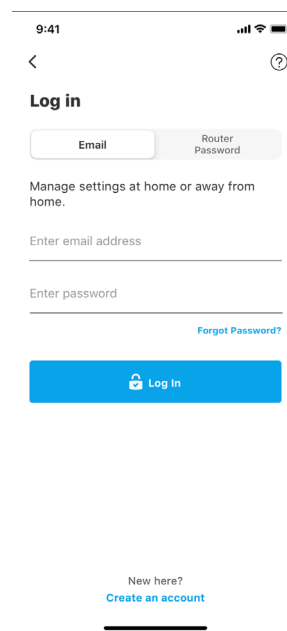 9:41
Log in
Email
Router
Password
Manage settings at home or away from
home.
Enter email address
Enter password
Forgot Password?
Log In
New here?
Create an account